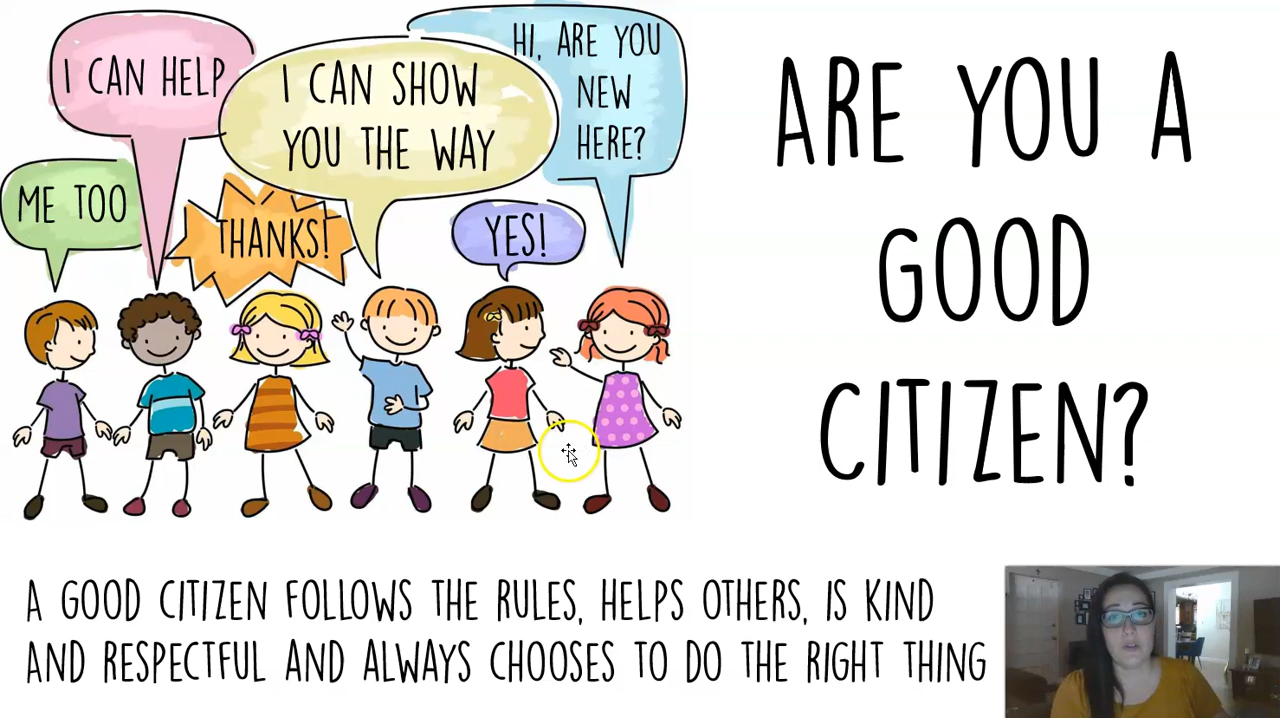 I CAN HELP
I CAN SHOW
YOU THE WAY
HI, ARE YOU
NEW
HERE?
ME TOO
THANKS!
YES!
ARE YOU A
GOOD
CITIZEN?
A GOOD CITIZEN FOLLOWS THE RULES, HELPS OTHERS, IS KIND
AND RESPECTFUL AND ALWAYS CHOOSES TO DO THE RIGHT THING